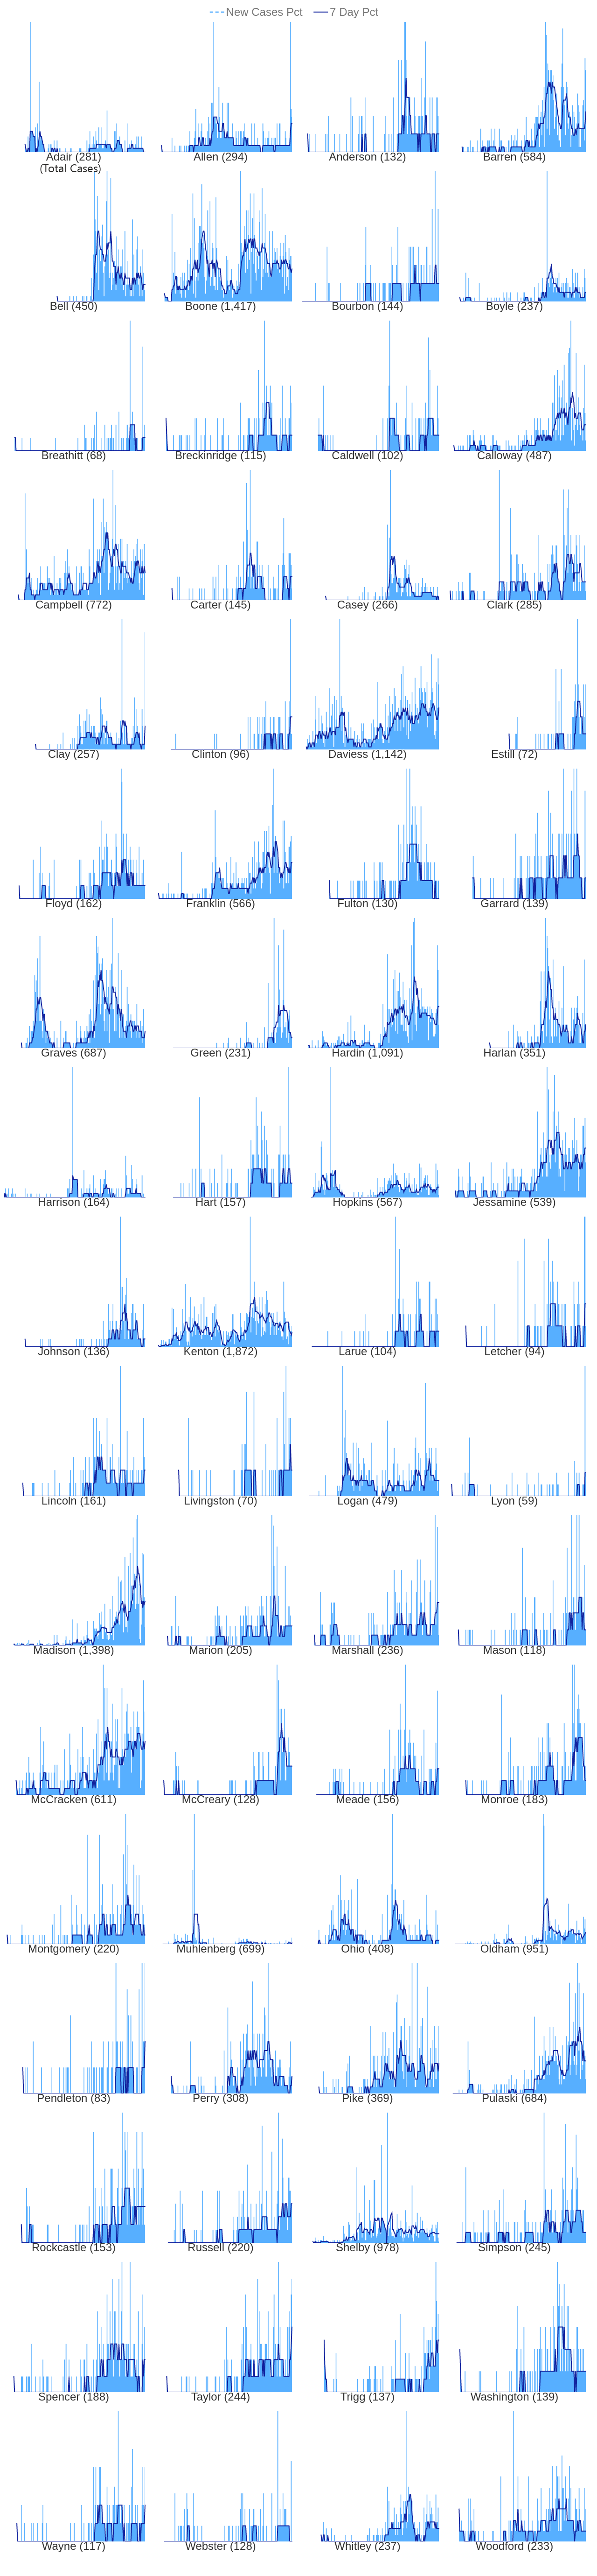 New Cases Pct 7 Day Pct
Adair (281) Allen (294) Anderson (132) Barren (584)
(Total Cases)
Bell (450) Boone (1,417) Bourbon (144) Boyle (237)
Breathitt (68) Breckinridge (115) Caldwell (102) Calloway (487)
Campbell (772) Carter (145) Casey (266) Clark (285)
Clay (257) Clinton (96) Daviess (1,142) Estill (72)
Floyd (162) Franklin (566) Fulton (130) Garrard (139)
Graves (687) Green (231) Hardin (1,091) Harlan (351)
Harrison (164) Hart (157) Hopkins (567) Jessamine (539)
Johnson (136) Kenton (1,872) Larue (104) Letcher (94)
Lincoln (161) Livingston (70) Logan (479) Lyon (59)
Madison (1,398) Marion (205) Marshall (236) Mason (118)
McCracken (611) McCreary (128) Meade (156) Monroe (183)
Montgomery (220) Muhlenberg (699) Ohio (408) Oldham (951)
Pendleton (83) Perry (308) Pike (369) Pulaski (684)
Rockcastle (153) Russell (220) Shelby (978) Simpson (245)
Spencer (188) Taylor (244) Trigg (137) Washington (139)
Wayne (117) Webster (128) Whitley (237) Woodford (233)